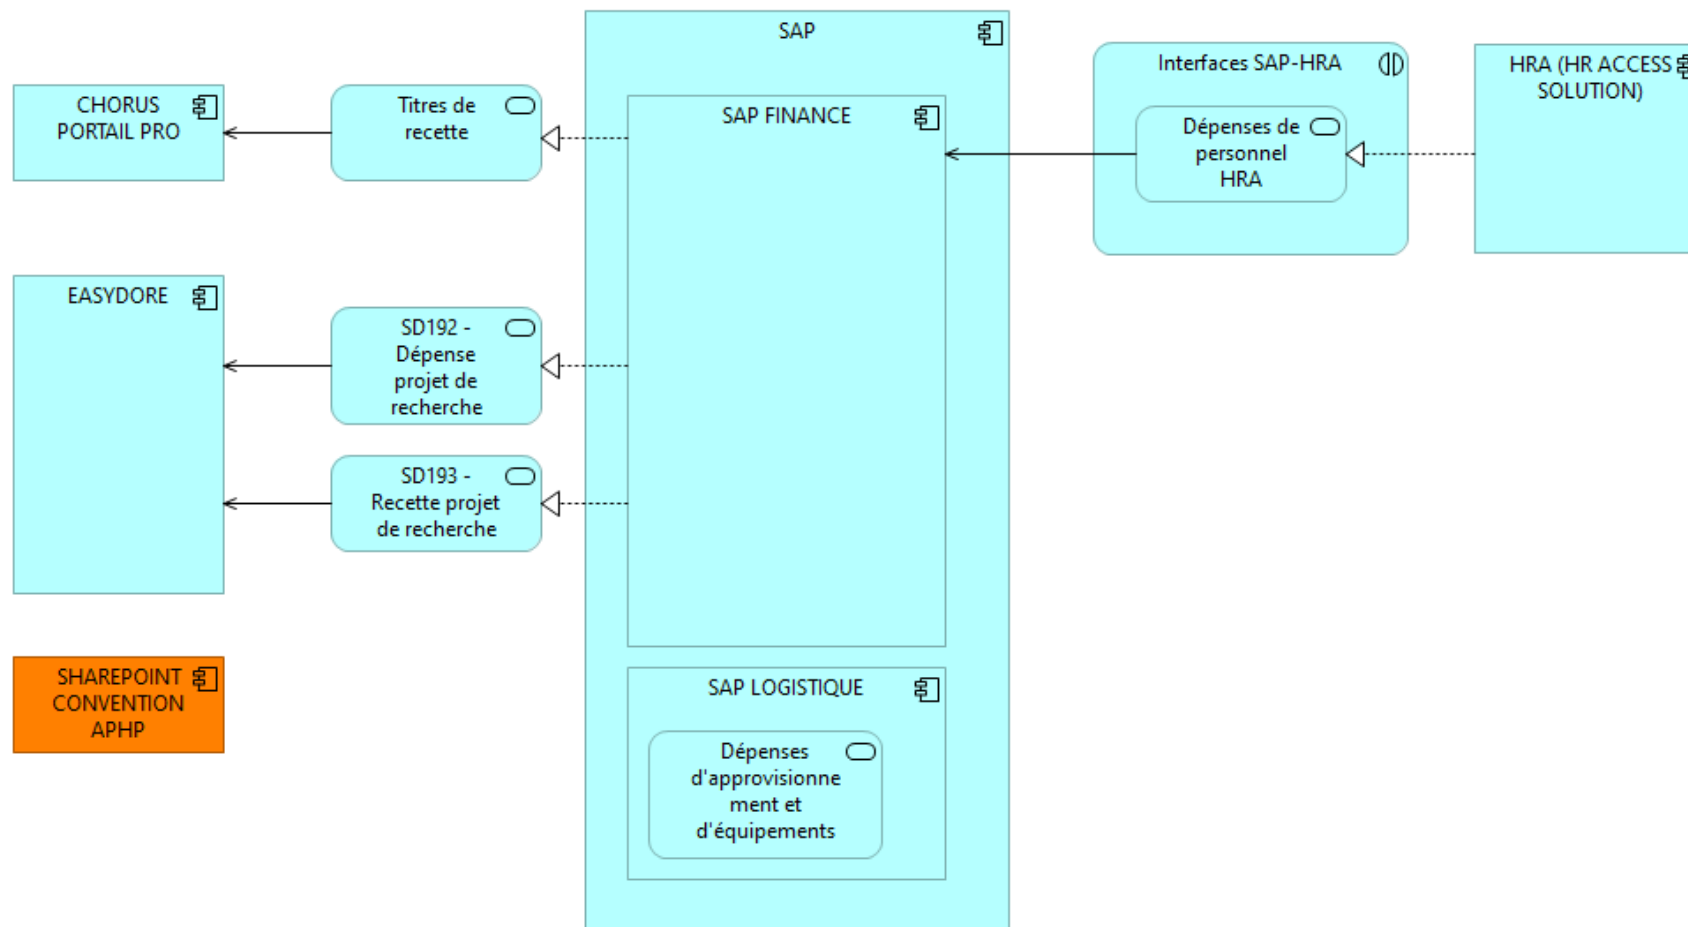 SAP
CHORUS
PORTAIL PRO
Titres de
recette
SAP FINANCE
Interfaces SAP-HRA
Dépenses de
personnel
HRA
HRA (HR ACCESS
SOLUTION)
EASYDORE
SD192 -
Dépense
projet de
recherche
SD193 -
Recette projet
de recherche
SHAREPOINT
CONVENTION
APHP
SAP LOGISTIQUE
Dépenses
d'approvisionne
ment et
d'équipements